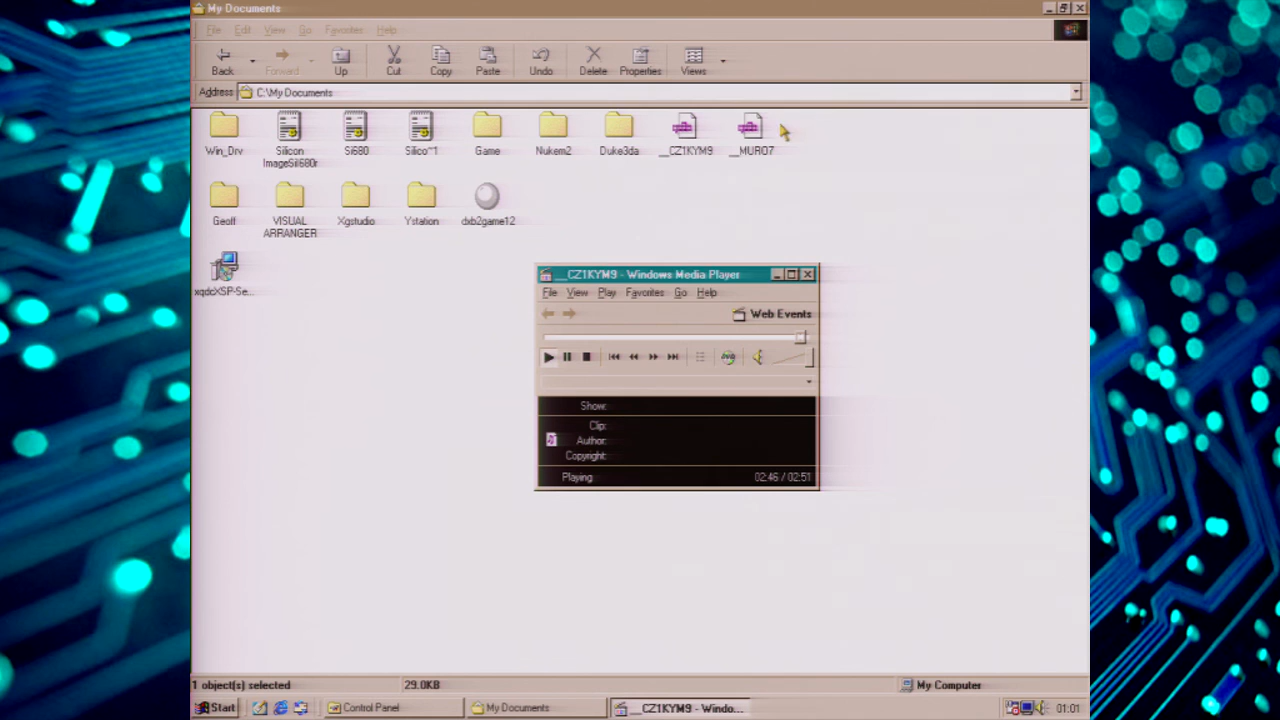 My Documents
File Edit View Go Favorites Help
Back Forward Up Cut Copy Paste Undo Delete Properties Views
Address C:\My Documents
Win_Drv Silicon Si680 Silico~1 Game Nukem2 Duke3da __CZ1KYM9 __MURO7
ImageSil680r
Geoff VISUAL Xgstudio Ystation dxb2game12
ARRANGER
xqdcXSP-Se...
__CZ1KYM9 - Windows Media Player
File View Play Favorites Go Help
Web Events
Show:
Clip:
Author:
Copyright:
Playing 02:46 / 02:51
1 object(s) selected 29.0KB My Computer
Start Control Panel My Documents __CZ1KYM9 - Windo... 01:01